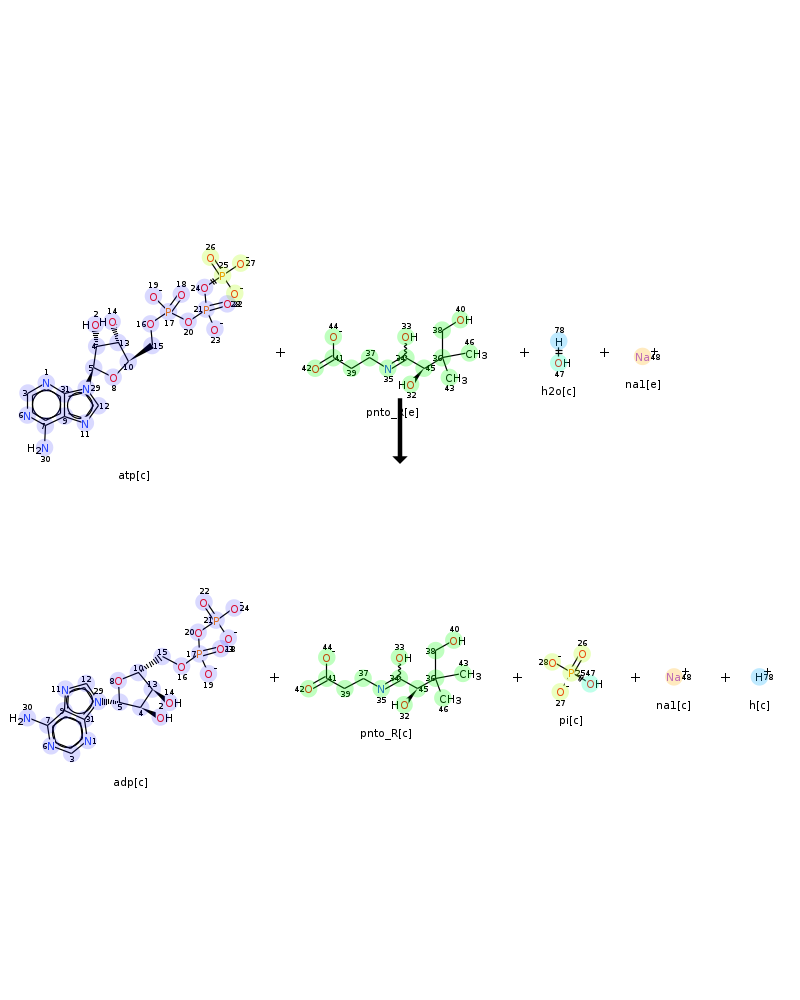 26
25
O
O⁻ 27
P
19
18
24
O
O⁻
O⁻
O
21
O 28
2
14
16
P
P
HO
HO
O
17
O
20
O⁻
23
4
13
15
10
5
O
8
1
N
31
N 29
3
12
6 N
9
N
11
7
H₂N
30
atp[c]
+
44
O⁻
42 O
41
39
37
N
35
33
OH
34
HO
32
45
36
38
40
OH
46
CH3
CH3
43
pnto_R[e]
+
78
H
OH
47
h2o[c]
+
Na⁺ 48
na1[e]
22
O
21
P
O⁻ 24
20
O
O⁻
17 P
O 18
O⁻
19
15
10
O
16
8 O
13
14
OH
2
OH
4
5
12
29
N
11 N
9
31
30
H₂N
7
6 N
N 1
3
adp[c]
+
44
O⁻
42 O
41
39
37
N
35
33
OH
34
HO
32
45
36
38
40
OH
43
CH3
CH3
46
pnto_R[c]
+
26
O
28 O⁻
P 25
47
OH
O⁻
27
pi[c]
+
Na⁺ 48
na1[c]
+
H⁺ 78
h[c]